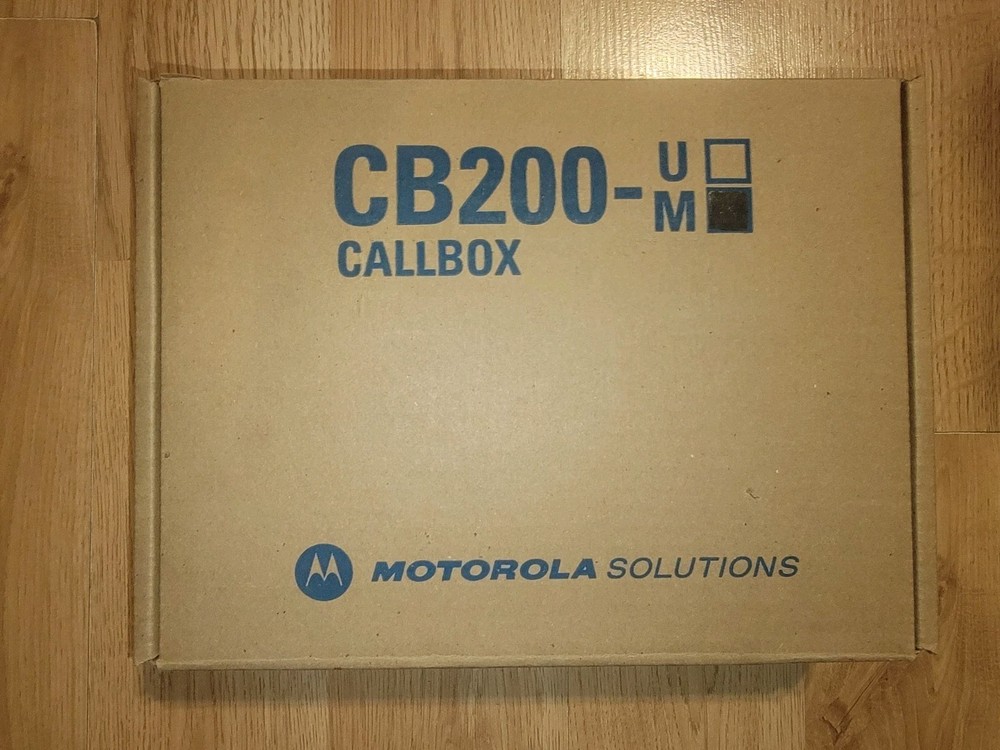 CB200-U
M
CALLBOX
MOTOROLA SOLUTIONS